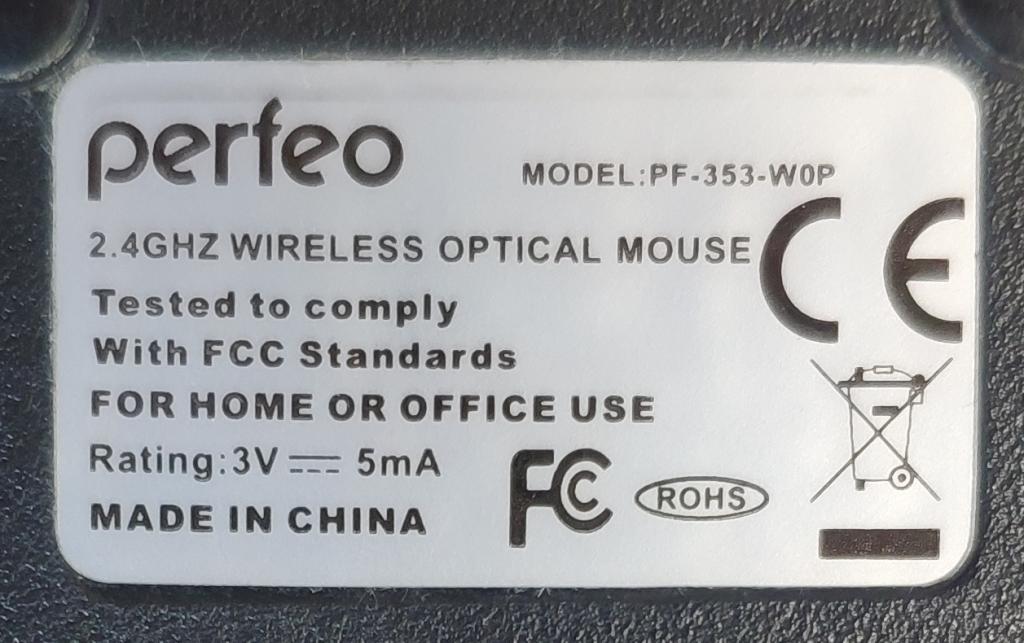 perfeo
MODEL:PF-353-W0P
2.4GHZ WIRELESS OPTICAL MOUSE
CE
Tested to comply
With FCC Standards
FOR HOME OR OFFICE USE
Rating:3V ⎓ 5mA
FC
ROHS
MADE IN CHINA